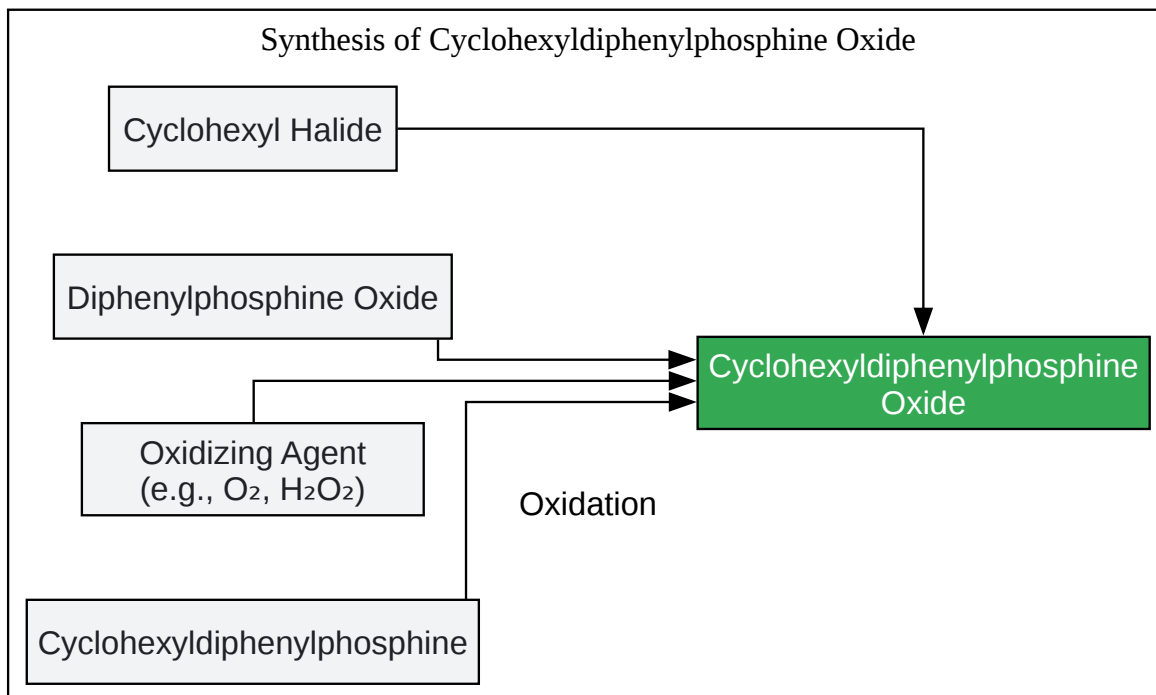 Synthesis of Cyclohexyldiphenylphosphine Oxide
Cyclohexyl Halide
Diphenylphosphine Oxide
Cyclohexyldiphenylphosphine
Oxide
Oxidizing Agent
(e.g., O₂, H₂O₂)
Oxidation
Cyclohexyldiphenylphosphine